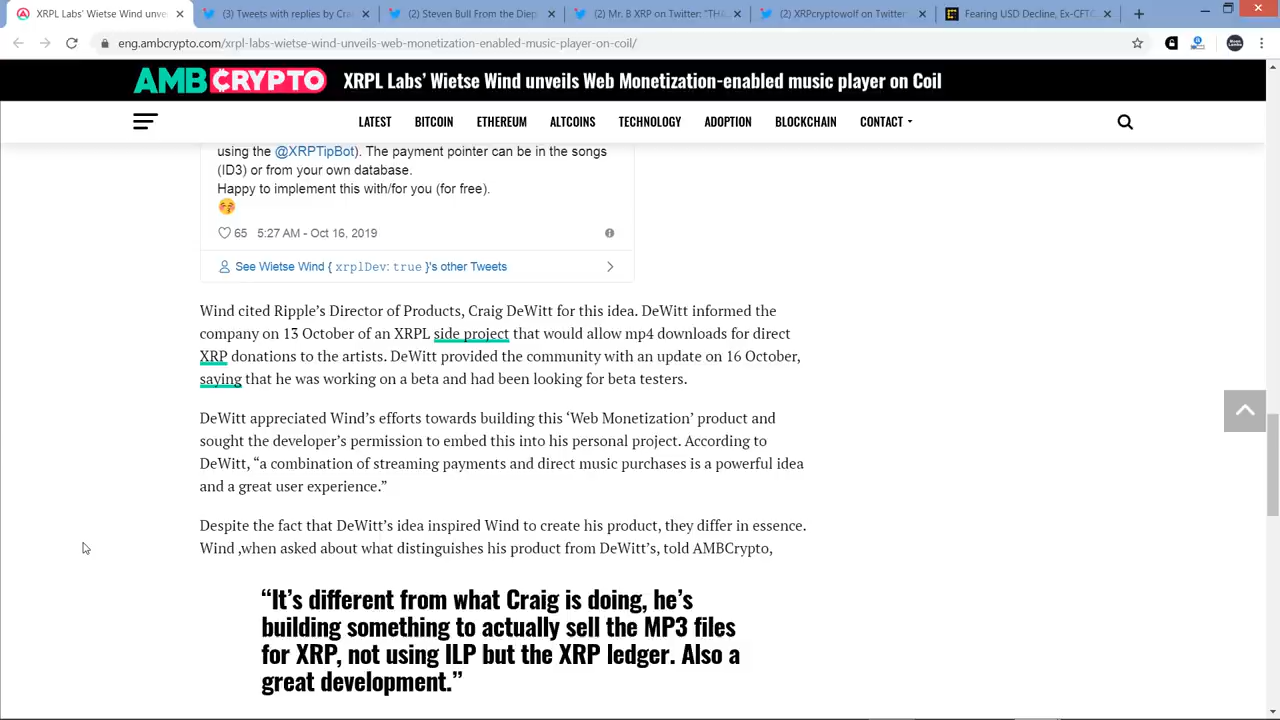 XRPL Labs' Wietse Wind unveils
(3) Tweets with replies by Cra
(2) Steven Bull From the Diep
(2) Mr. B XRP on Twitter: "THA
(2) XRPcryptowolf on Twitter
Fearing USD Decline, Ex-CFTC
eng.ambcrypto.com/xrpl-labs-wietse-wind-unveils-web-monetization-enabled-music-player-on-coil/
AMBCRYPTO XRPL Labs' Wietse Wind unveils Web Monetization-enabled music player on Coil
LATEST BITCOIN ETHEREUM ALTCOINS TECHNOLOGY ADOPTION BLOCKCHAIN CONTACT
using the @XRPTipBot). The payment pointer can be in the songs
(ID3) or from your own database.
Happy to implement this with/for you (for free).
65 5:27 AM - Oct 16, 2019
See Wietse Wind { xrplDev: true }'s other Tweets
Wind cited Ripple's Director of Products, Craig DeWitt for this idea. DeWitt informed the
company on 13 October of an XRPL side project that would allow mp4 downloads for direct
XRP donations to the artists. DeWitt provided the community with an update on 16 October,
saying that he was working on a beta and had been looking for beta testers.
DeWitt appreciated Wind's efforts towards building this ‘Web Monetization’ product and
sought the developer's permission to embed this into his personal project. According to
DeWitt, “a combination of streaming payments and direct music purchases is a powerful idea
and a great user experience.”
Despite the fact that DeWitt's idea inspired Wind to create his product, they differ in essence.
Wind ,when asked about what distinguishes his product from DeWitt's, told AMBCrypto,
“It's different from what Craig is doing, he's
building something to actually sell the MP3 files
for XRP, not using ILP but the XRP ledger. Also a
great development.”